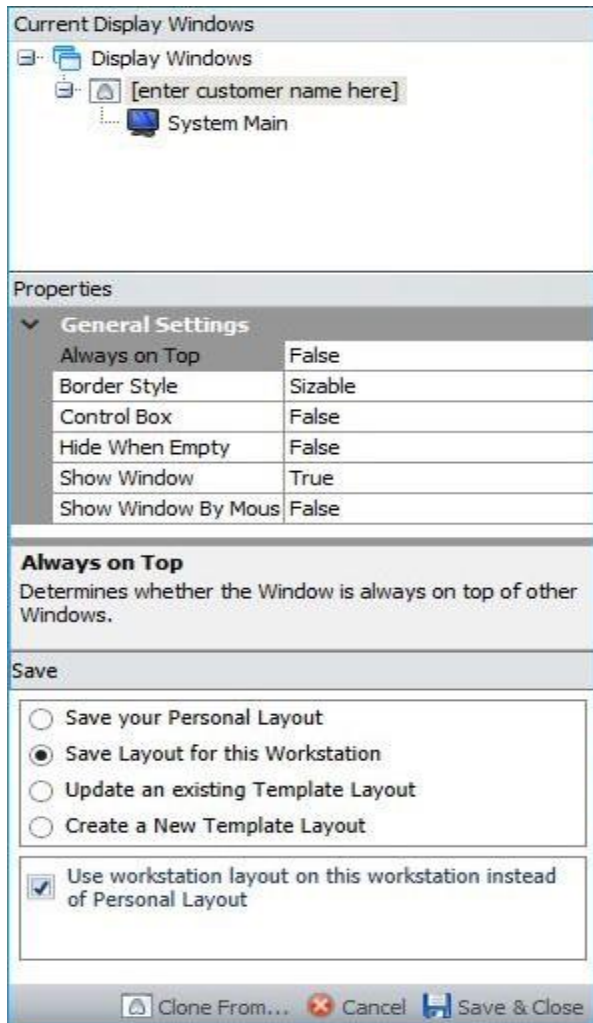 Current Display Windows
Display Windows
[enter customer name here]
System Main
Properties
General Settings
Always on Top False
Border Style Sizable
Control Box False
Hide When Empty False
Show Window True
Show Window By Mous False
Always on Top
Determines whether the Window is always on top of other
Windows.
Save
Save your Personal Layout
Save Layout for this Workstation
Update an existing Template Layout
Create a New Template Layout
Use workstation layout on this workstation instead
of Personal Layout
Clone From... Cancel Save & Close